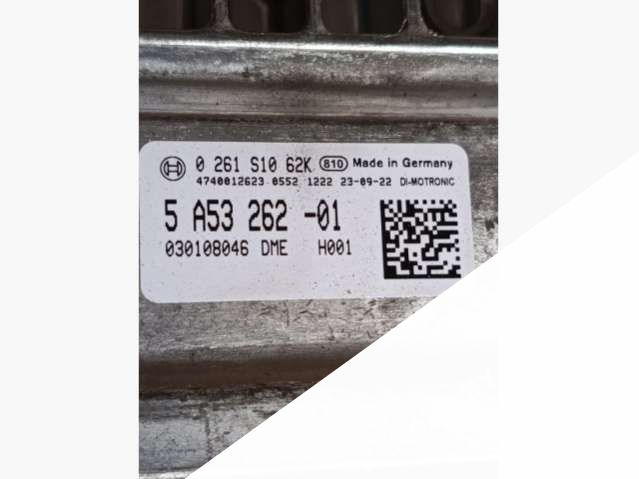 0 261 S10 62K 810 Made in Germany
4740012623 0552 1222 23-09-22 DI-MOTRONIC
5 A53 262 -01
030108046 DME H001